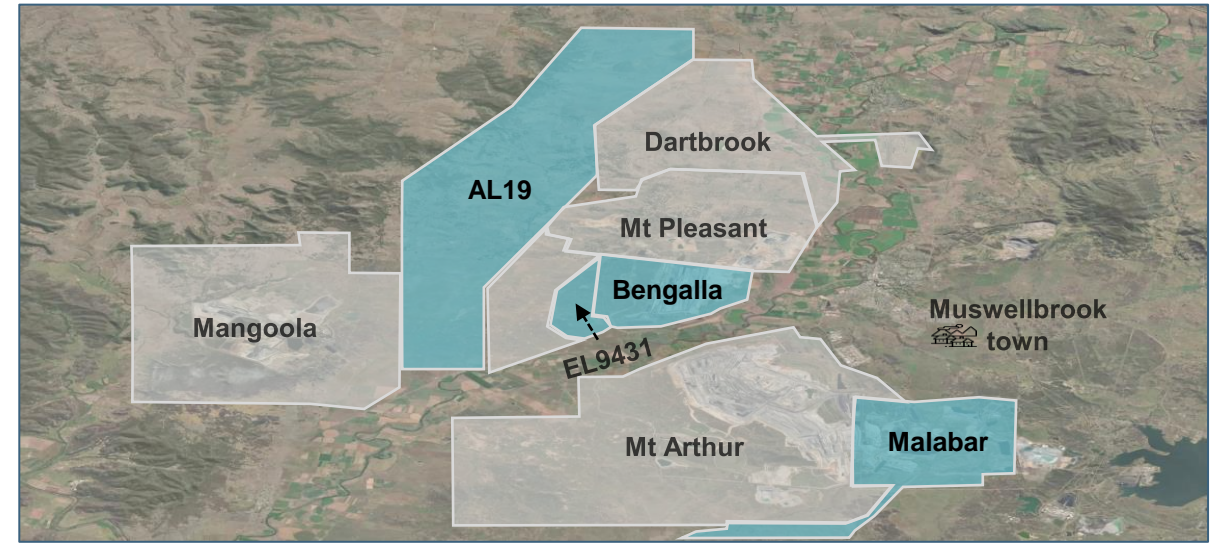 Dartbrook
AL19
Mt Pleasant
Bengalla
Mangoola
Muswellbrook
town
EL9431
Mt Arthur
Malabar